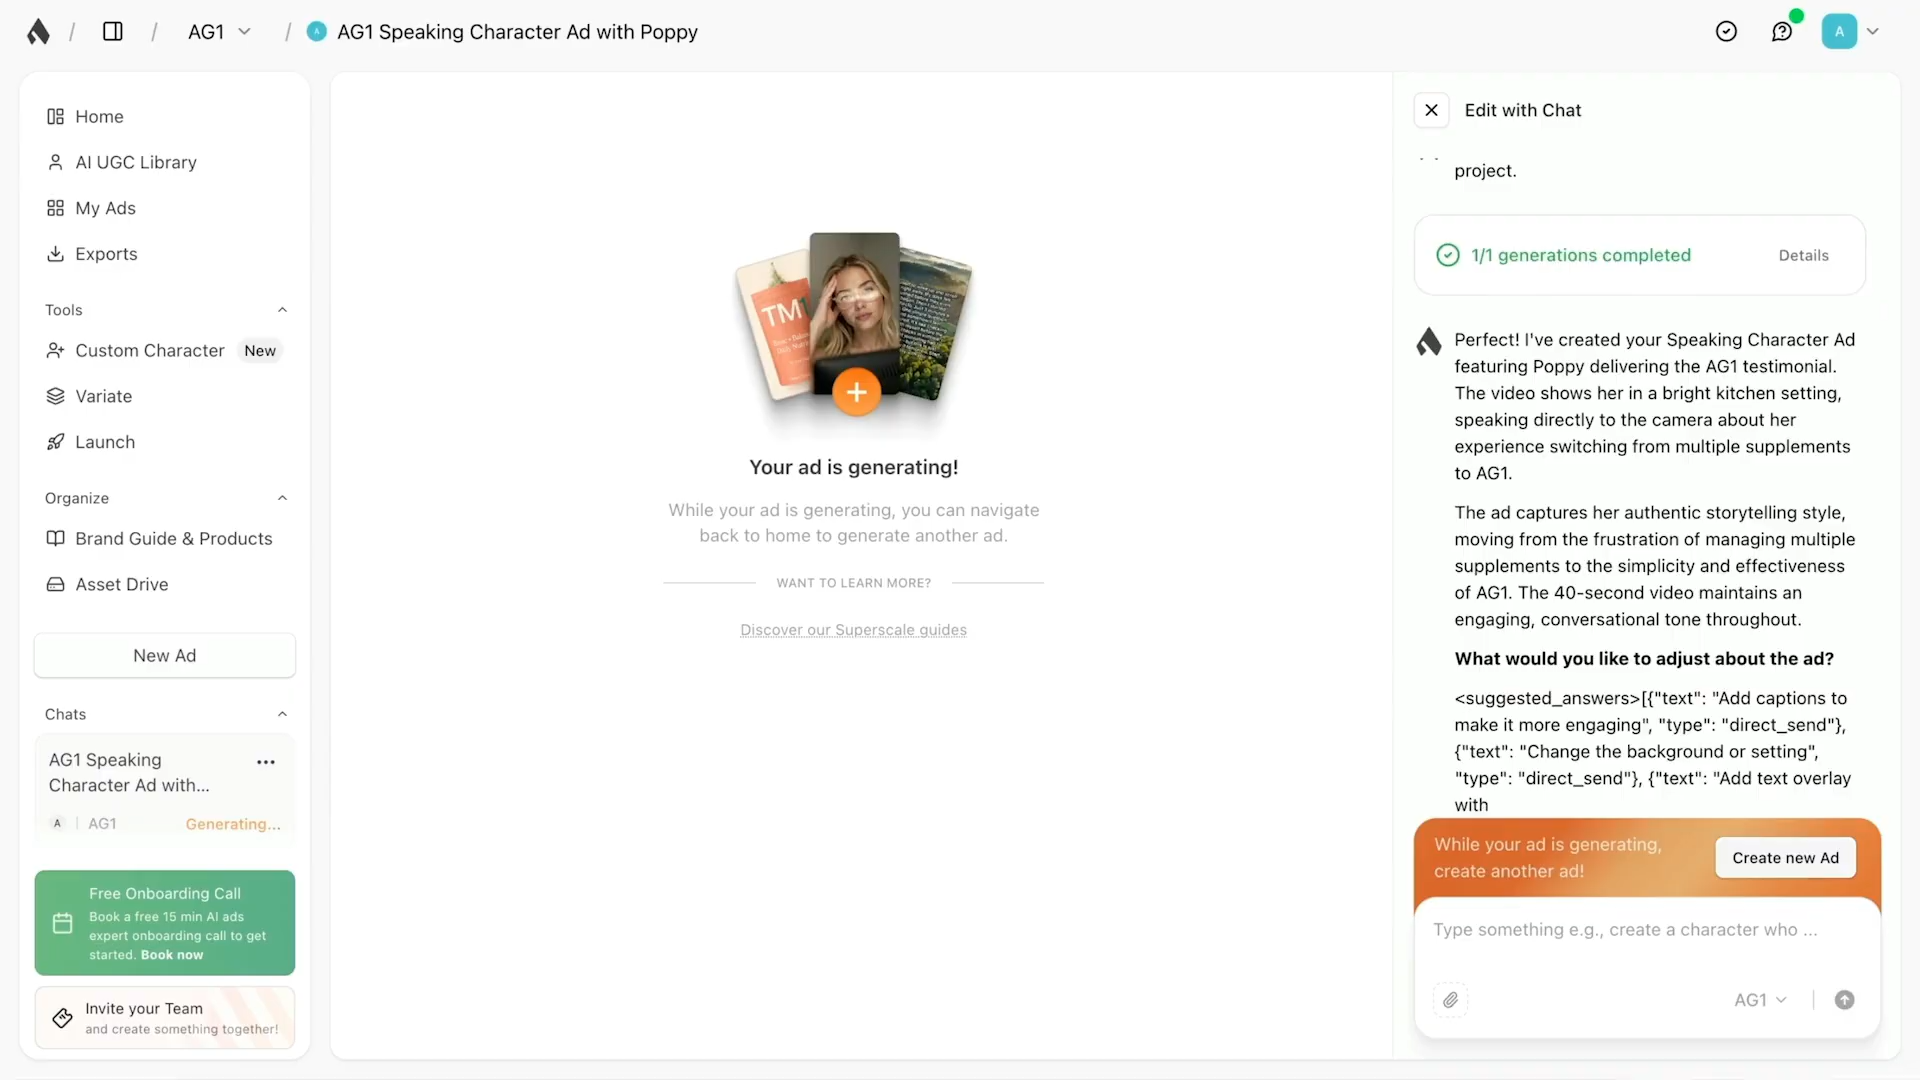 AG1
A
AG1 Speaking Character Ad with Poppy
A
Home
AI UGC Library
My Ads
Exports
Tools
Custom Character
New
Variate
Launch
Organize
Brand Guide & Products
Asset Drive
New Ad
Chats
AG1 Speaking
Character Ad with...
A
AG1
Generating...
Free Onboarding Call
Book a free 15 min AI ads
expert onboarding call to get
started. Book now
Invite your Team
and create something together!
TM1
Your ad is generating!
While your ad is generating, you can navigate
back to home to generate another ad.
WANT TO LEARN MORE?
Discover our Superscale guides
Edit with Chat
project.
1/1 generations completed
Details
Perfect! I've created your Speaking Character Ad
featuring Poppy delivering the AG1 testimonial.
The video shows her in a bright kitchen setting,
speaking directly to the camera about her
experience switching from multiple supplements
to AG1.
The ad captures her authentic storytelling style,
moving from the frustration of managing multiple
supplements to the simplicity and effectiveness
of AG1. The 40-second video maintains an
engaging, conversational tone throughout.
What would you like to adjust about the ad?
<suggested_answers>[{"text": "Add captions to
make it more engaging", "type": "direct_send"},
{"text": "Change the background or setting",
"type": "direct_send"}, {"text": "Add text overlay
with
While your ad is generating,
create another ad!
Create new Ad
Type something e.g., create a character who ...
AG1